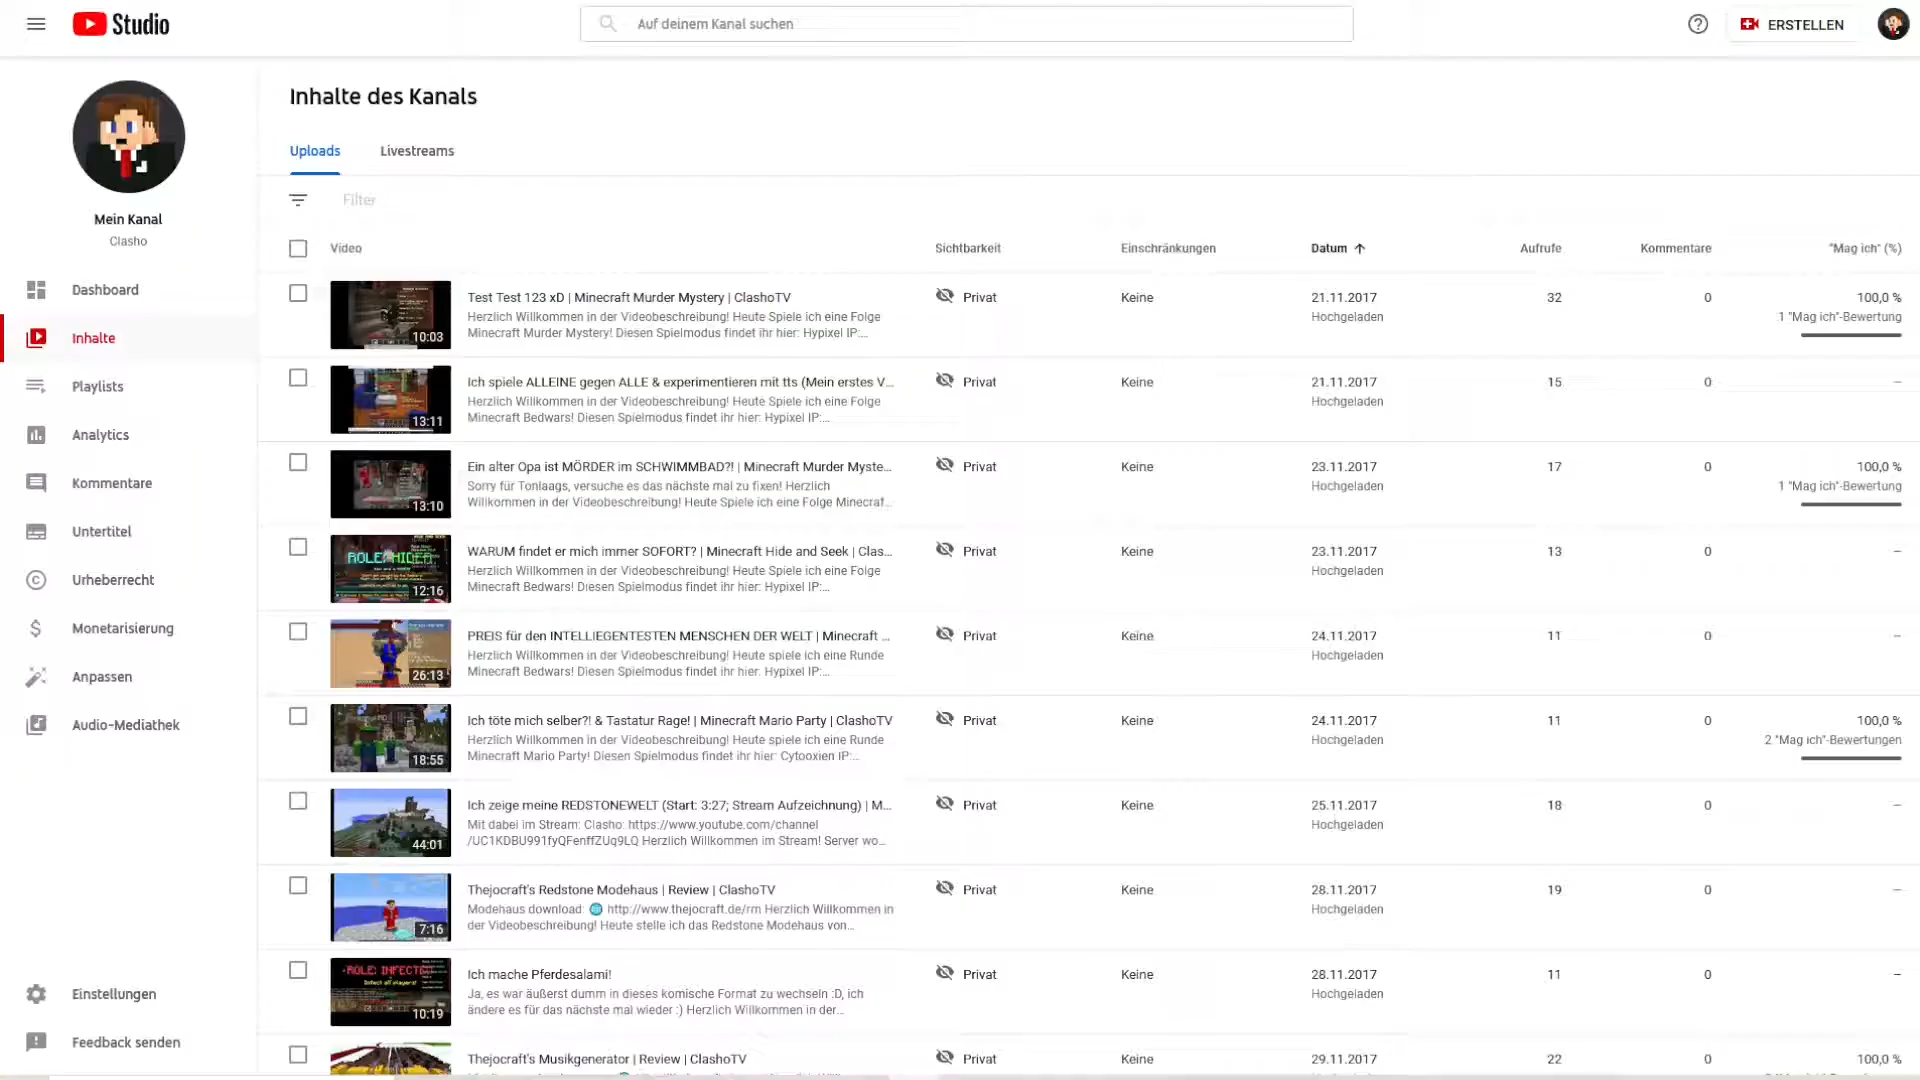 Studio
Auf deinem Kanal suchen
ERSTELLEN
Mein Kanal
Clasho
Dashboard
Inhalte
Playlists
Analytics
Kommentare
Untertitel
Urheberrecht
Monetarisierung
Anpassen
Audio-Mediathek
Einstellungen
Feedback senden
Inhalte des Kanals
Uploads Livestreams
Filter
Video Sichtbarkeit Einschränkungen Datum Aufrufe Kommentare "Mag ich" (%)
Test Test 123 xD | Minecraft Murder Mystery | ClashoTV Privat Keine 21.11.2017 32 0 100,0 %
Herzlich Willkommen in der Videobeschreibung! Heute Spiele ich eine Folge Hochgeladen 1 "Mag ich"-Bewertung
10:03 Minecraft Murder Mystery! Diesen Spielmodus findet ihr hier: Hypixel IP:...
Ich spiele ALLEINE gegen ALLE & experimentieren mit tts (Mein erstes V... Privat Keine 21.11.2017 15 0 –
Herzlich Willkommen in der Videobeschreibung! Heute Spiele ich eine Folge Hochgeladen
13:11 Minecraft Bedwars! Diesen Spielmodus findet ihr hier: Hypixel IP:...
Ein alter Opa ist MÖRDER im SCHWIMMBAD?! | Minecraft Murder Myste... Privat Keine 23.11.2017 17 0 100,0 %
Sorry für Tonlaags, versuche es das nächste mal zu fixen! Herzlich Hochgeladen 1 "Mag ich"-Bewertung
13:10 Willkommen in der Videobeschreibung! Heute Spiele ich eine Folge Minecraf...
WARUM findet er mich immer SOFORT? | Minecraft Hide and Seek | Clas... Privat Keine 23.11.2017 13 0 –
ROLE: HIDER Herzlich Willkommen in der Videobeschreibung! Heute Spiele ich eine Folge Hochgeladen
12:16 Minecraft Bedwars! Diesen Spielmodus findet ihr hier: Hypixel IP:...
PREIS für den INTELLIEGENTESTEN MENSCHEN DER WELT | Minecraft ... Privat Keine 24.11.2017 11 0 –
Herzlich Willkommen in der Videobeschreibung! Heute spiele ich eine Runde Hochgeladen
26:13 Minecraft Bedwars! Diesen Spielmodus findet ihr hier: Hypixel IP:...
Ich töte mich selber?! & Tastatur Rage! | Minecraft Mario Party | ClashoTV Privat Keine 24.11.2017 11 0 100,0 %
Herzlich Willkommen in der Videobeschreibung! Heute spiele ich eine Runde Hochgeladen 2 "Mag ich"-Bewertungen
18:55 Minecraft Mario Party! Diesen Spielmodus findet ihr hier: Cytooxien IP:...
Ich zeige meine REDSTONEWELT (Start: 3:27; Stream Aufzeichnung) | M... Privat Keine 25.11.2017 18 0 –
Mit dabei im Stream: Clasho: https://www.youtube.com/channel Hochgeladen
44:01 /UC1KDBU991fyQFenffZUq9LQ Herzlich Willkommen im Stream! Server wo...
Thejocraft's Redstone Modehaus | Review | ClashoTV Privat Keine 28.11.2017 19 0 –
Modehaus download: http://www.thejocraft.de/rm Herzlich Willkommen in Hochgeladen
7:16 der Videobeschreibung! Heute stelle ich das Redstone Modehaus von...
Ich mache Pferdesalami! Privat Keine 28.11.2017 11 0 –
Ja, es war äußerst dumm in dieses komische Format zu wechseln :D, ich Hochgeladen
10:19 ändere es für das nächste mal wieder :) Herzlich Willkommen in der...
Thejocraft's Musikgenerator | Review | ClashoTV Privat Keine 29.11.2017 22 0 100,0 %